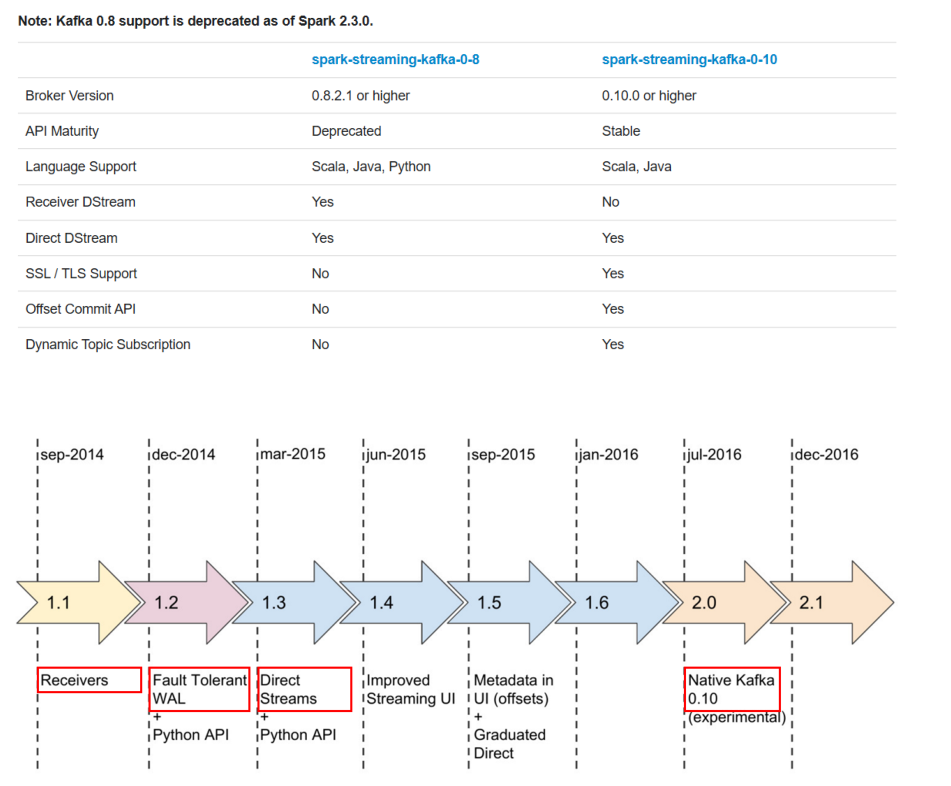 Note: Kafka 0.8 support is deprecated as of Spark 2.3.0.
spark-streaming-kafka-0-8 spark-streaming-kafka-0-10
Broker Version 0.8.2.1 or higher 0.10.0 or higher
API Maturity Deprecated Stable
Language Support Scala, Java, Python Scala, Java
Receiver DStream Yes No
Direct DStream Yes Yes
SSL / TLS Support No Yes
Offset Commit API No Yes
Dynamic Topic Subscription No Yes
sep-2014 dec-2014 mar-2015 jun-2015 sep-2015 jan-2016 jul-2016 dec-2016
1.1 1.2 1.3 1.4 1.5 1.6 2.0 2.1
Receivers Fault Tolerant Direct Improved Metadata in Native Kafka
WAL Streams Streaming UI UI (offsets) 0.10
+ + + (experimental)
Python API Python API Graduated
Direct